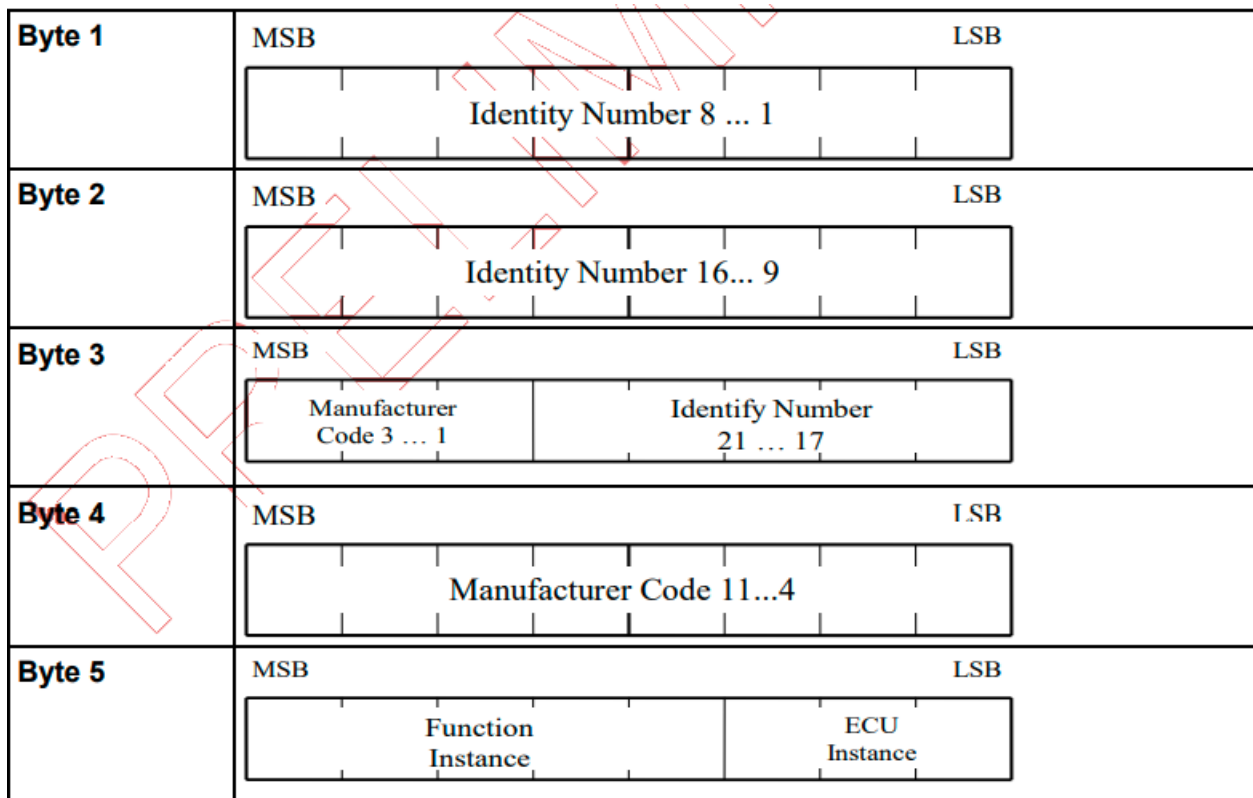 Byte 1
MSB LSB
Identity Number 8 ... 1
Byte 2
MSB LSB
Identity Number 16... 9
Byte 3
MSB LSB
Manufacturer
Code 3 … 1
Identify Number
21 … 17
Byte 4
MSB LSB
Manufacturer Code 11...4
Byte 5
MSB LSB
Function
Instance
ECU
Instance